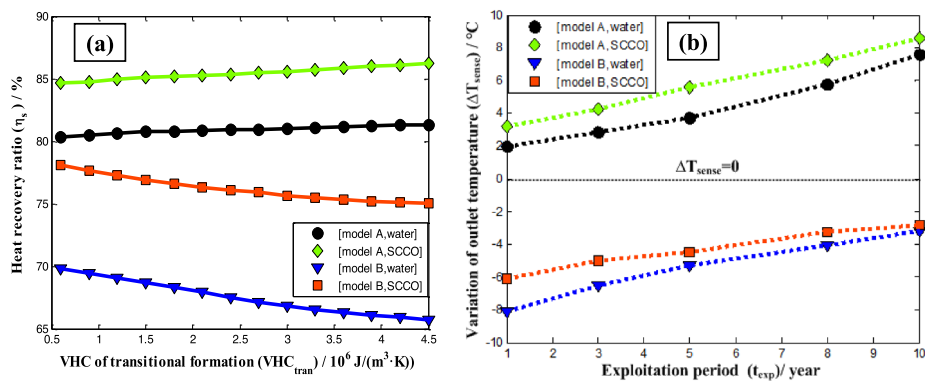 (a)
Heat recovery ratio (ηs) / %
90
85
80
75
70
65
[model A,water]
[model A,SCCO]
[model B,water]
[model B,SCCO]
0.5 1 1.5 2 2.5 3 3.5 4 4.5
VHC of transitional formation (VHCtran) / 10⁶ J/(m³·K))
(b)
Variation of outlet temperature (ΔTsense) / °C
10
8
6
4
2
0
-2
-4
-6
-8
-10
[model A,water]
[model A,SCCO]
[model B,water]
[model B,SCCO]
ΔTsense=0
1 2 3 4 5 6 7 8 9 10
Exploitation period (texp)/ year